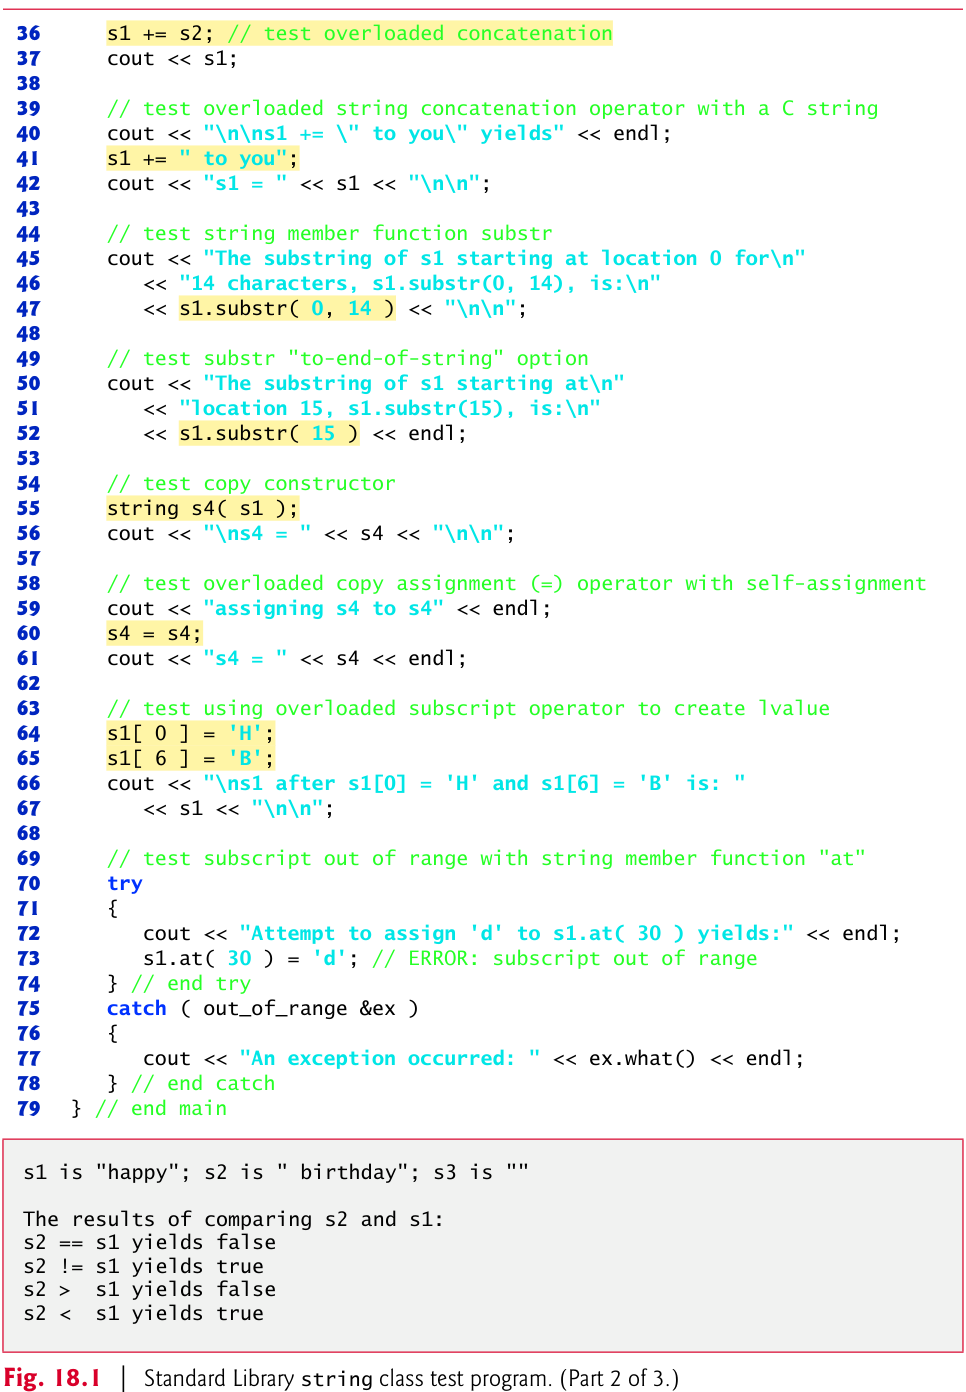 36 s1 += s2; // test overloaded concatenation
37 cout << s1;
38
39 // test overloaded string concatenation operator with a C string
40 cout << "\n\ns1 += \" to you\" yields" << endl;
41 s1 += " to you";
42 cout << "s1 = " << s1 << "\n\n";
43
44 // test string member function substr
45 cout << "The substring of s1 starting at location 0 for\n"
46 << "14 characters, s1.substr(0, 14), is:\n"
47 << s1.substr( 0, 14 ) << "\n\n";
48
49 // test substr "to-end-of-string" option
50 cout << "The substring of s1 starting at\n"
51 << "location 15, s1.substr(15), is:\n"
52 << s1.substr( 15 ) << endl;
53
54 // test copy constructor
55 string s4( s1 );
56 cout << "\ns4 = " << s4 << "\n\n";
57
58 // test overloaded copy assignment (=) operator with self-assignment
59 cout << "assigning s4 to s4" << endl;
60 s4 = s4;
61 cout << "s4 = " << s4 << endl;
62
63 // test using overloaded subscript operator to create lvalue
64 s1[ 0 ] = 'H';
65 s1[ 6 ] = 'B';
66 cout << "\ns1 after s1[0] = 'H' and s1[6] = 'B' is: "
67 << s1 << "\n\n";
68
69 // test subscript out of range with string member function "at"
70 try
71 {
72 cout << "Attempt to assign 'd' to s1.at( 30 ) yields:" << endl;
73 s1.at( 30 ) = 'd'; // ERROR: subscript out of range
74 } // end try
75 catch ( out_of_range &ex )
76 {
77 cout << "An exception occurred: " << ex.what() << endl;
78 } // end catch
79 } // end main
s1 is "happy"; s2 is " birthday"; s3 is ""
The results of comparing s2 and s1:
s2 == s1 yields false
s2 != s1 yields true
s2 >  s1 yields false
s2 <  s1 yields true
Fig. 18.1 | Standard Library string class test program. (Part 2 of 3.)